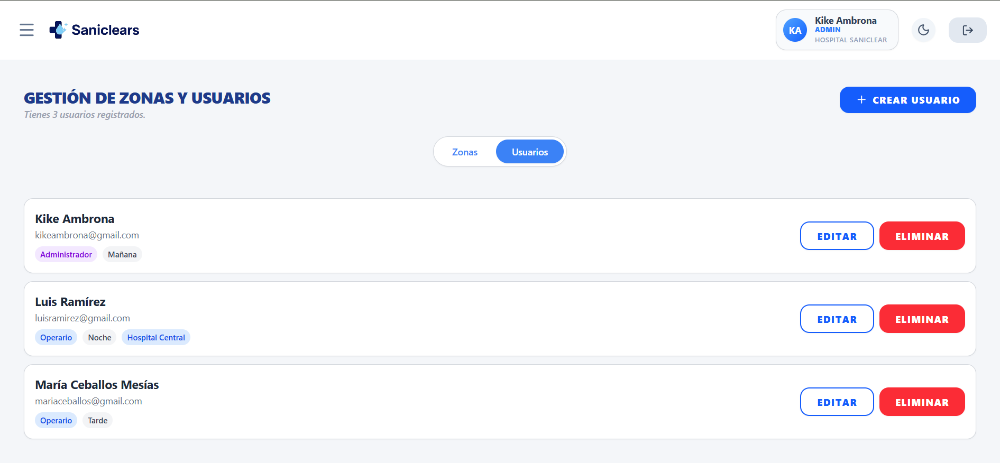 Saniclears
KA
Kike Ambrona
ADMIN
HOSPITAL SANICLEAR
GESTIÓN DE ZONAS Y USUARIOS
Tienes 3 usuarios registrados.
+ CREAR USUARIO
Zonas
Usuarios
Kike Ambrona
kikeambrona@gmail.com
Administrador
Mañana
EDITAR
ELIMINAR
Luis Ramírez
luisramirez@gmail.com
Operario
Noche
Hospital Central
EDITAR
ELIMINAR
María Ceballos Mesías
mariaceballos@gmail.com
Operario
Tarde
EDITAR
ELIMINAR